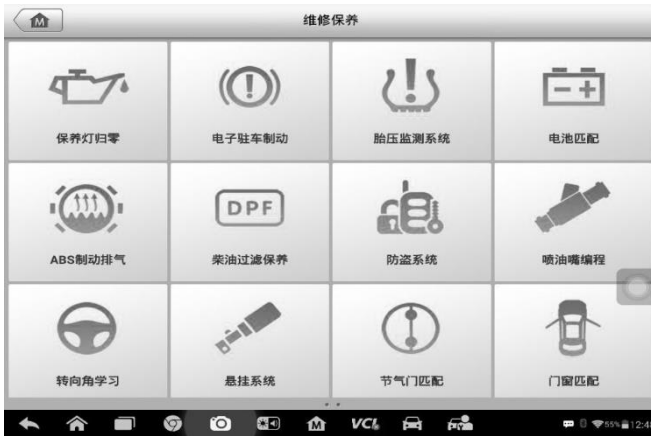 M
维修保养
保养灯归零
电子驻车制动
胎压监测系统
电池匹配
ABS制动排气
DPF
柴油过滤保养
防盗系统
喷油嘴编程
转向角学习
悬挂系统
节气门匹配
门窗匹配
M
VCI
55%